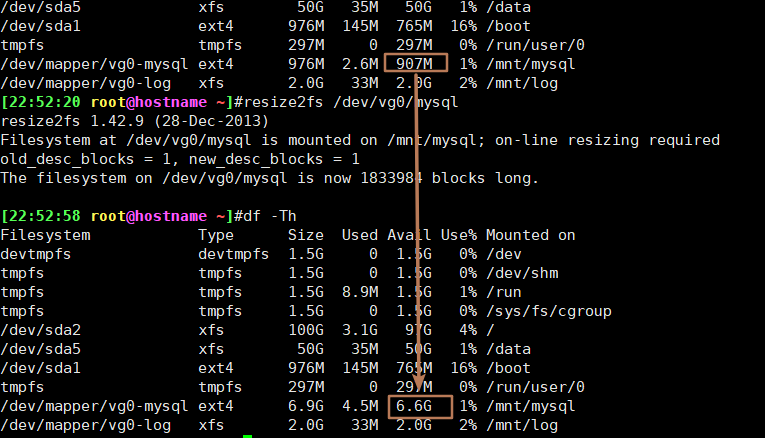 /dev/sda5 xfs 50G 35M 50G 1% /data
/dev/sda1 ext4 976M 145M 765M 16% /boot
tmpfs tmpfs 297M 0 297M 0% /run/user/0
/dev/mapper/vg0-mysql ext4 976M 2.6M 907M 1% /mnt/mysql
/dev/mapper/vg0-log xfs 2.0G 33M 2.0G 2% /mnt/log
[22:52:20 root@hostname ~]#resize2fs /dev/vg0/mysql
resize2fs 1.42.9 (28-Dec-2013)
Filesystem at /dev/vg0/mysql is mounted on /mnt/mysql; on-line resizing required
old_desc_blocks = 1, new_desc_blocks = 1
The filesystem on /dev/vg0/mysql is now 1833984 blocks long.
[22:52:58 root@hostname ~]#df -Th
Filesystem Type Size Used Avail Use% Mounted on
devtmpfs devtmpfs 1.5G 0 1.5G 0% /dev
tmpfs tmpfs 1.5G 0 1.5G 0% /dev/shm
tmpfs tmpfs 1.5G 8.9M 1.5G 1% /run
tmpfs tmpfs 1.5G 0 1.5G 0% /sys/fs/cgroup
/dev/sda2 xfs 100G 3.1G 97G 4% /
/dev/sda5 xfs 50G 35M 50G 1% /data
/dev/sda1 ext4 976M 145M 765M 16% /boot
tmpfs tmpfs 297M 0 297M 0% /run/user/0
/dev/mapper/vg0-mysql ext4 6.9G 4.5M 6.6G 1% /mnt/mysql
/dev/mapper/vg0-log xfs 2.0G 33M 2.0G 2% /mnt/log